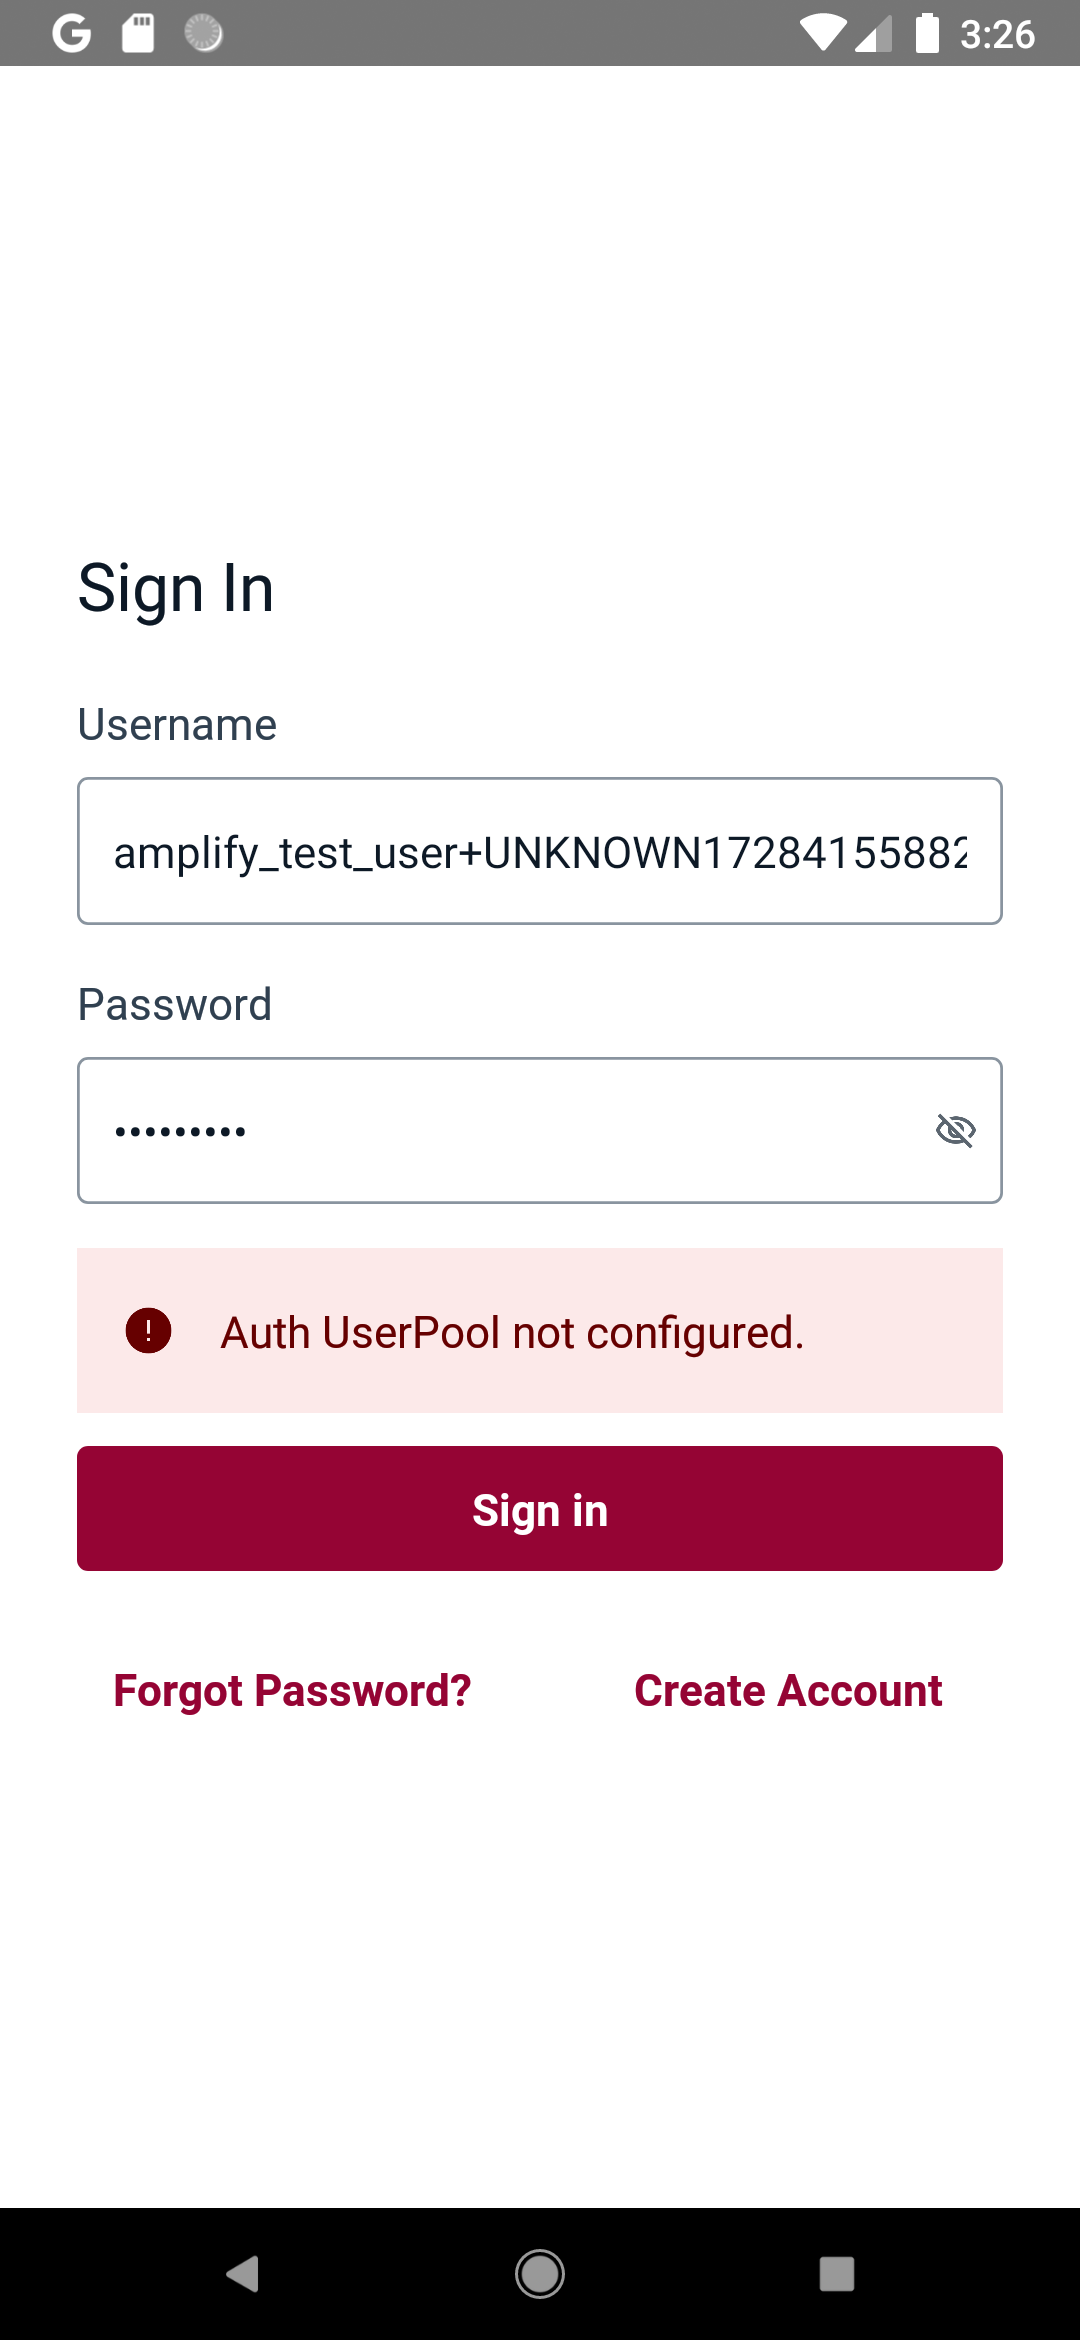 3:26
Sign In
Username
amplify_test_user+UNKNOWN17284155882
Password
Auth UserPool not configured.
Sign in
Forgot Password?
Create Account